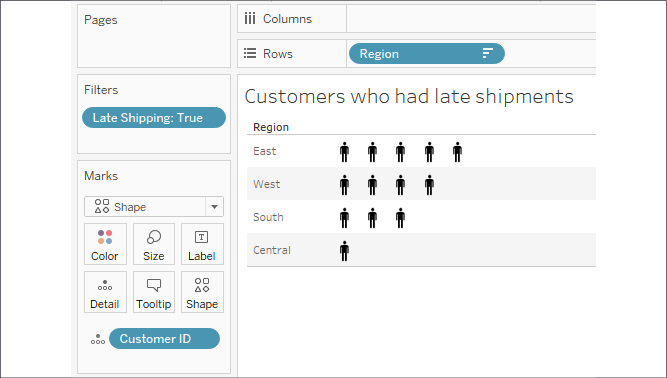 Pages
Columns
Rows
Region
Filters
Late Shipping: True
Customers who had late shipments
Region
East
West
South
Central
Marks
Shape
Color
Size
Label
Detail
Tooltip
Shape
Customer ID